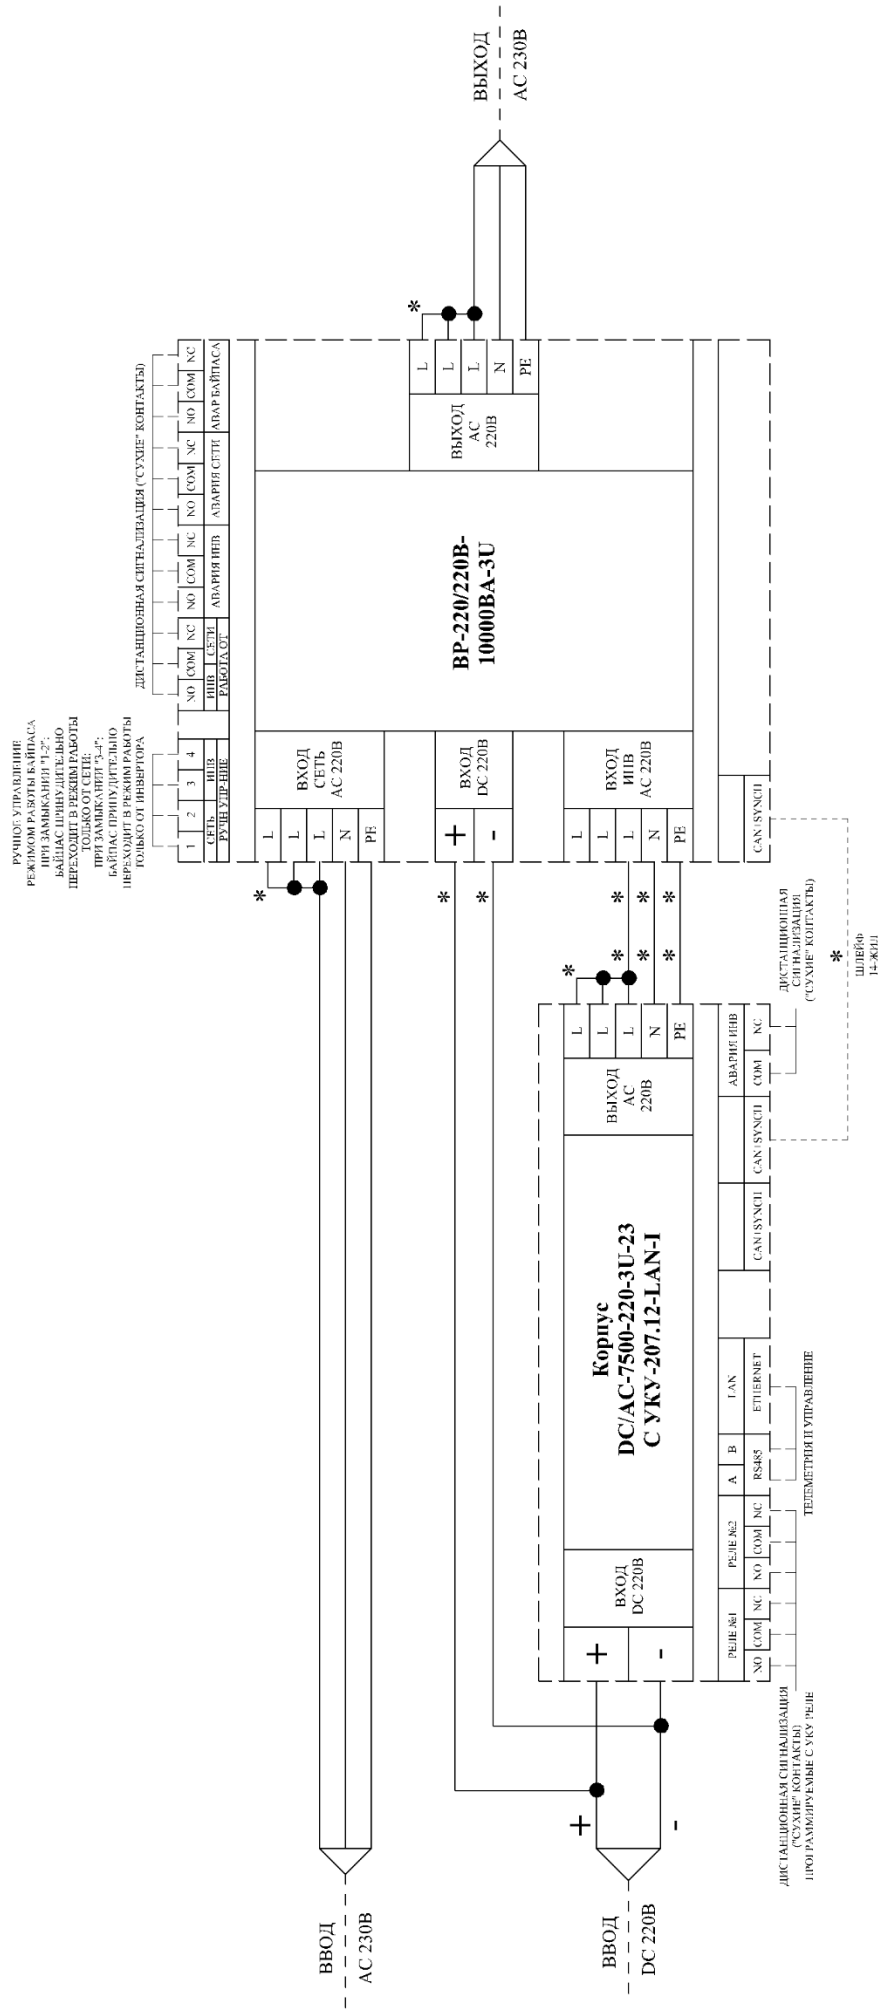 ВЫХОД
АС 230В
ДИСТАНЦИОННАЯ СИГНАЛИЗАЦИЯ ("СУХИЕ" КОНТАКТЫ)
NO COM NC
АВАР БАЙПАСА
NO COM NC
АВАРИЯ СЕТИ
NO COM NC
АВАРИЯ ИНВ
NO COM NC
ИНВ СЕТИ
РАБОТА ОТ
РУЧНОЕ УПРАВЛЕНИЕ
РЕЖИМОМ РАБОТЫ БАЙПАСА
ПРИ ЗАМЫКАНИИ "1-2":
БАЙПАС ПРИНУДИТЕЛЬНО
ПЕРЕХОДИТ В РЕЖИМ РАБОТЫ
ТОЛЬКО ОТ СЕТИ;
ПРИ ЗАМЫКАНИИ "3-4":
БАЙПАС ПРИНУДИТЕЛЬНО
ПЕРЕХОДИТ В РЕЖИМ РАБОТЫ
ТОЛЬКО ОТ ИНВЕРТОРА
1 2 3 4
СЕТЬ ИНВ
РУЧН УПР-НИЕ
*
L
L
L
N
PE
ВЫХОД
АС
220В
ВР-220/220В-
10000ВА-3U
ВХОД
СЕТЬ
АС 220В
L
L
L
N
PE
*
ВХОД
DC 220В
+
-
*
*
ВХОД
ИНВ
АС 220В
L
L
L
N
PE
* *
* *
* *
CAN+SYNCH
*
ШЛЕЙФ
14-ЖИЛ
*
L
L
L
N
PE
ВЫХОД
АС
220В
Корпус
DC/AC-7500-220-3U-23
С УКУ-207.12-LAN-I
ВХОД
DC 220В
+
-
АВАРИЯ ИНВ
COM NC
ДИСТАНЦИОННАЯ
СИГНАЛИЗАЦИЯ
("СУХИЕ" КОНТАКТЫ)
CAN+SYNCH
CAN+SYNCH
LAN
ETHERNET
A B
RS485
ТЕЛЕМЕТРИЯ И УПРАВЛЕНИЕ
РЕЛЕ №2
NO COM NC
РЕЛЕ №1
NO COM NC
ДИСТАНЦИОННАЯ СИГНАЛИЗАЦИЯ
("СУХИЕ" КОНТАКТЫ)
ПРОГРАММИРУЕМЫЕ С УКУ РЕЛЕ
+
-
ВВОД
АС 230В
ВВОД
DC 220В